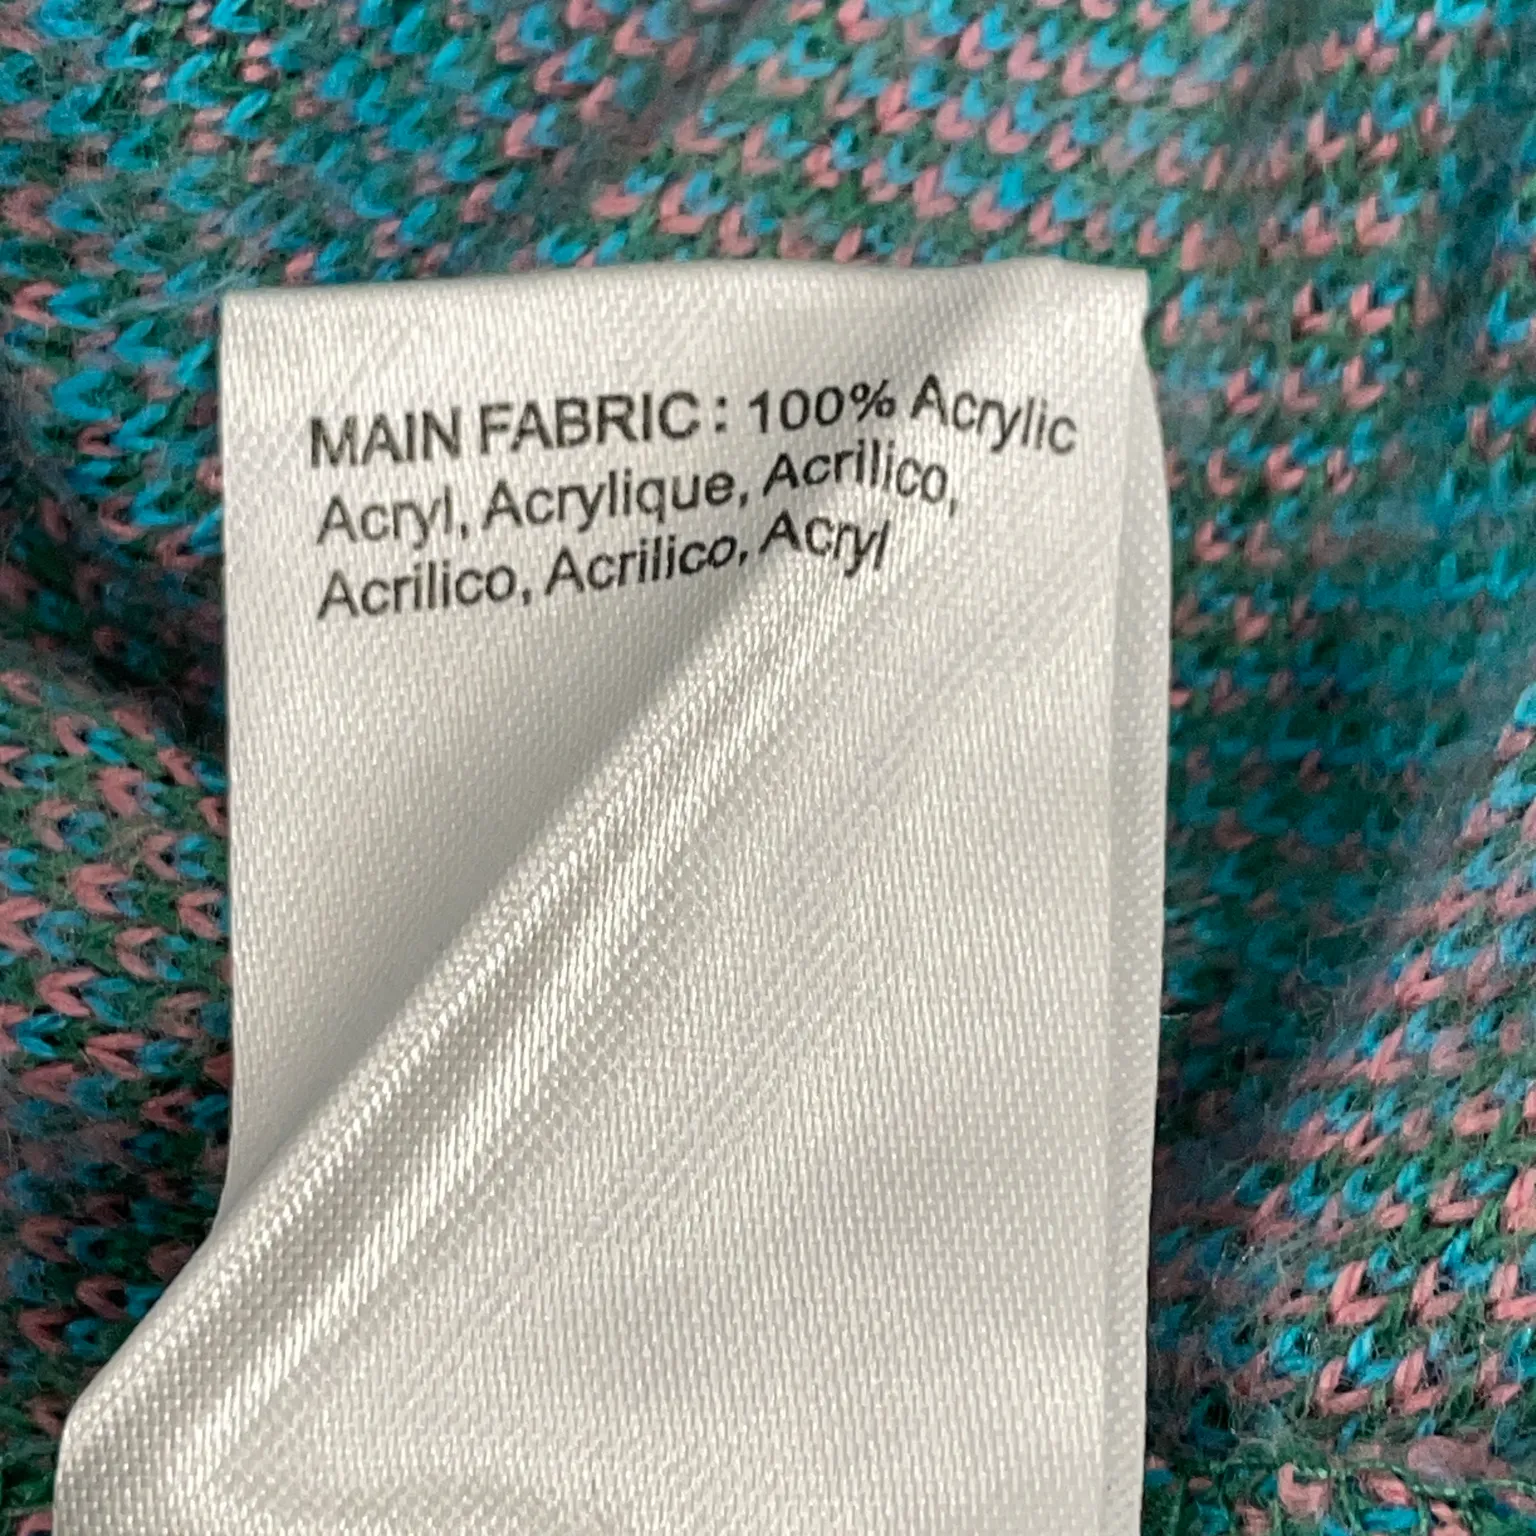 MAIN FABRIC : 100% Acrylic
Acryl, Acrylique, Acrilico,
Acrilico, Acrilico, Acryl